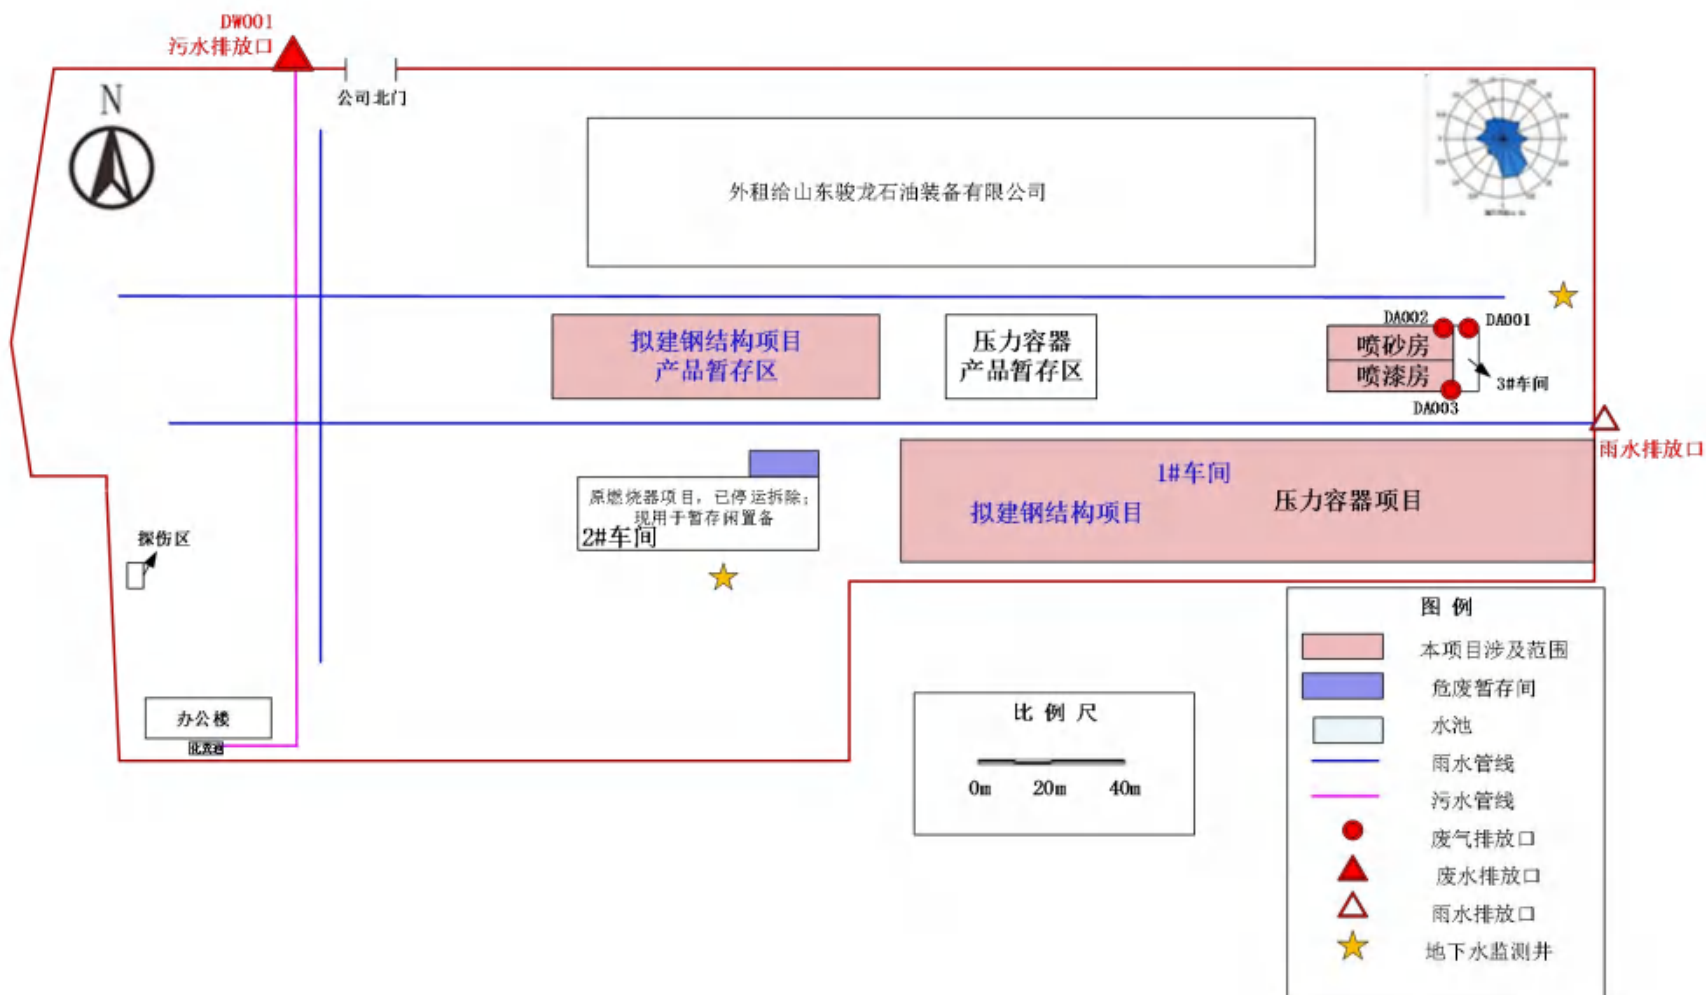 DW001
污水排放口
N
公司北门
外租给山东骏龙石油装备有限公司
拟建钢结构项目
产品暂存区
压力容器
产品暂存区
DA002
DA001
喷砂房
喷漆房
3#车间
DA003
雨水排放口
1#车间
拟建钢结构项目
压力容器项目
原燃烧器项目，已停运拆除；
现用于暂存闲置备
2#车间
探伤区
办公楼
化粪池
比 例 尺
0m
20m
40m
图 例
本项目涉及范围
危废暂存间
水池
雨水管线
污水管线
废气排放口
废水排放口
雨水排放口
地下水监测井